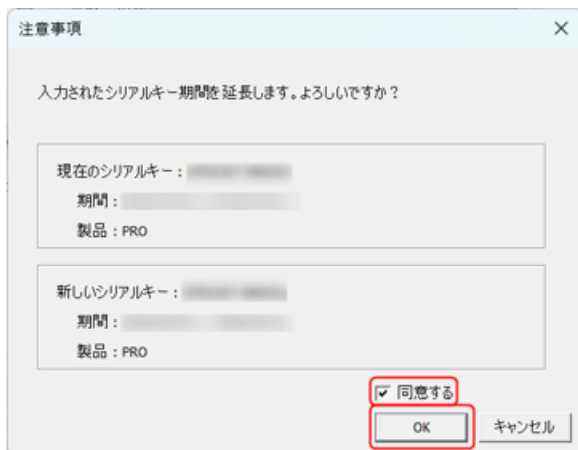 注意事項
入力されたシリアルキー期間を延長します。よろしいですか？
現在のシリアルキー：
期間：
製品：PRO
新しいシリアルキー：
期間：
製品：PRO
同意する
OK キャンセル